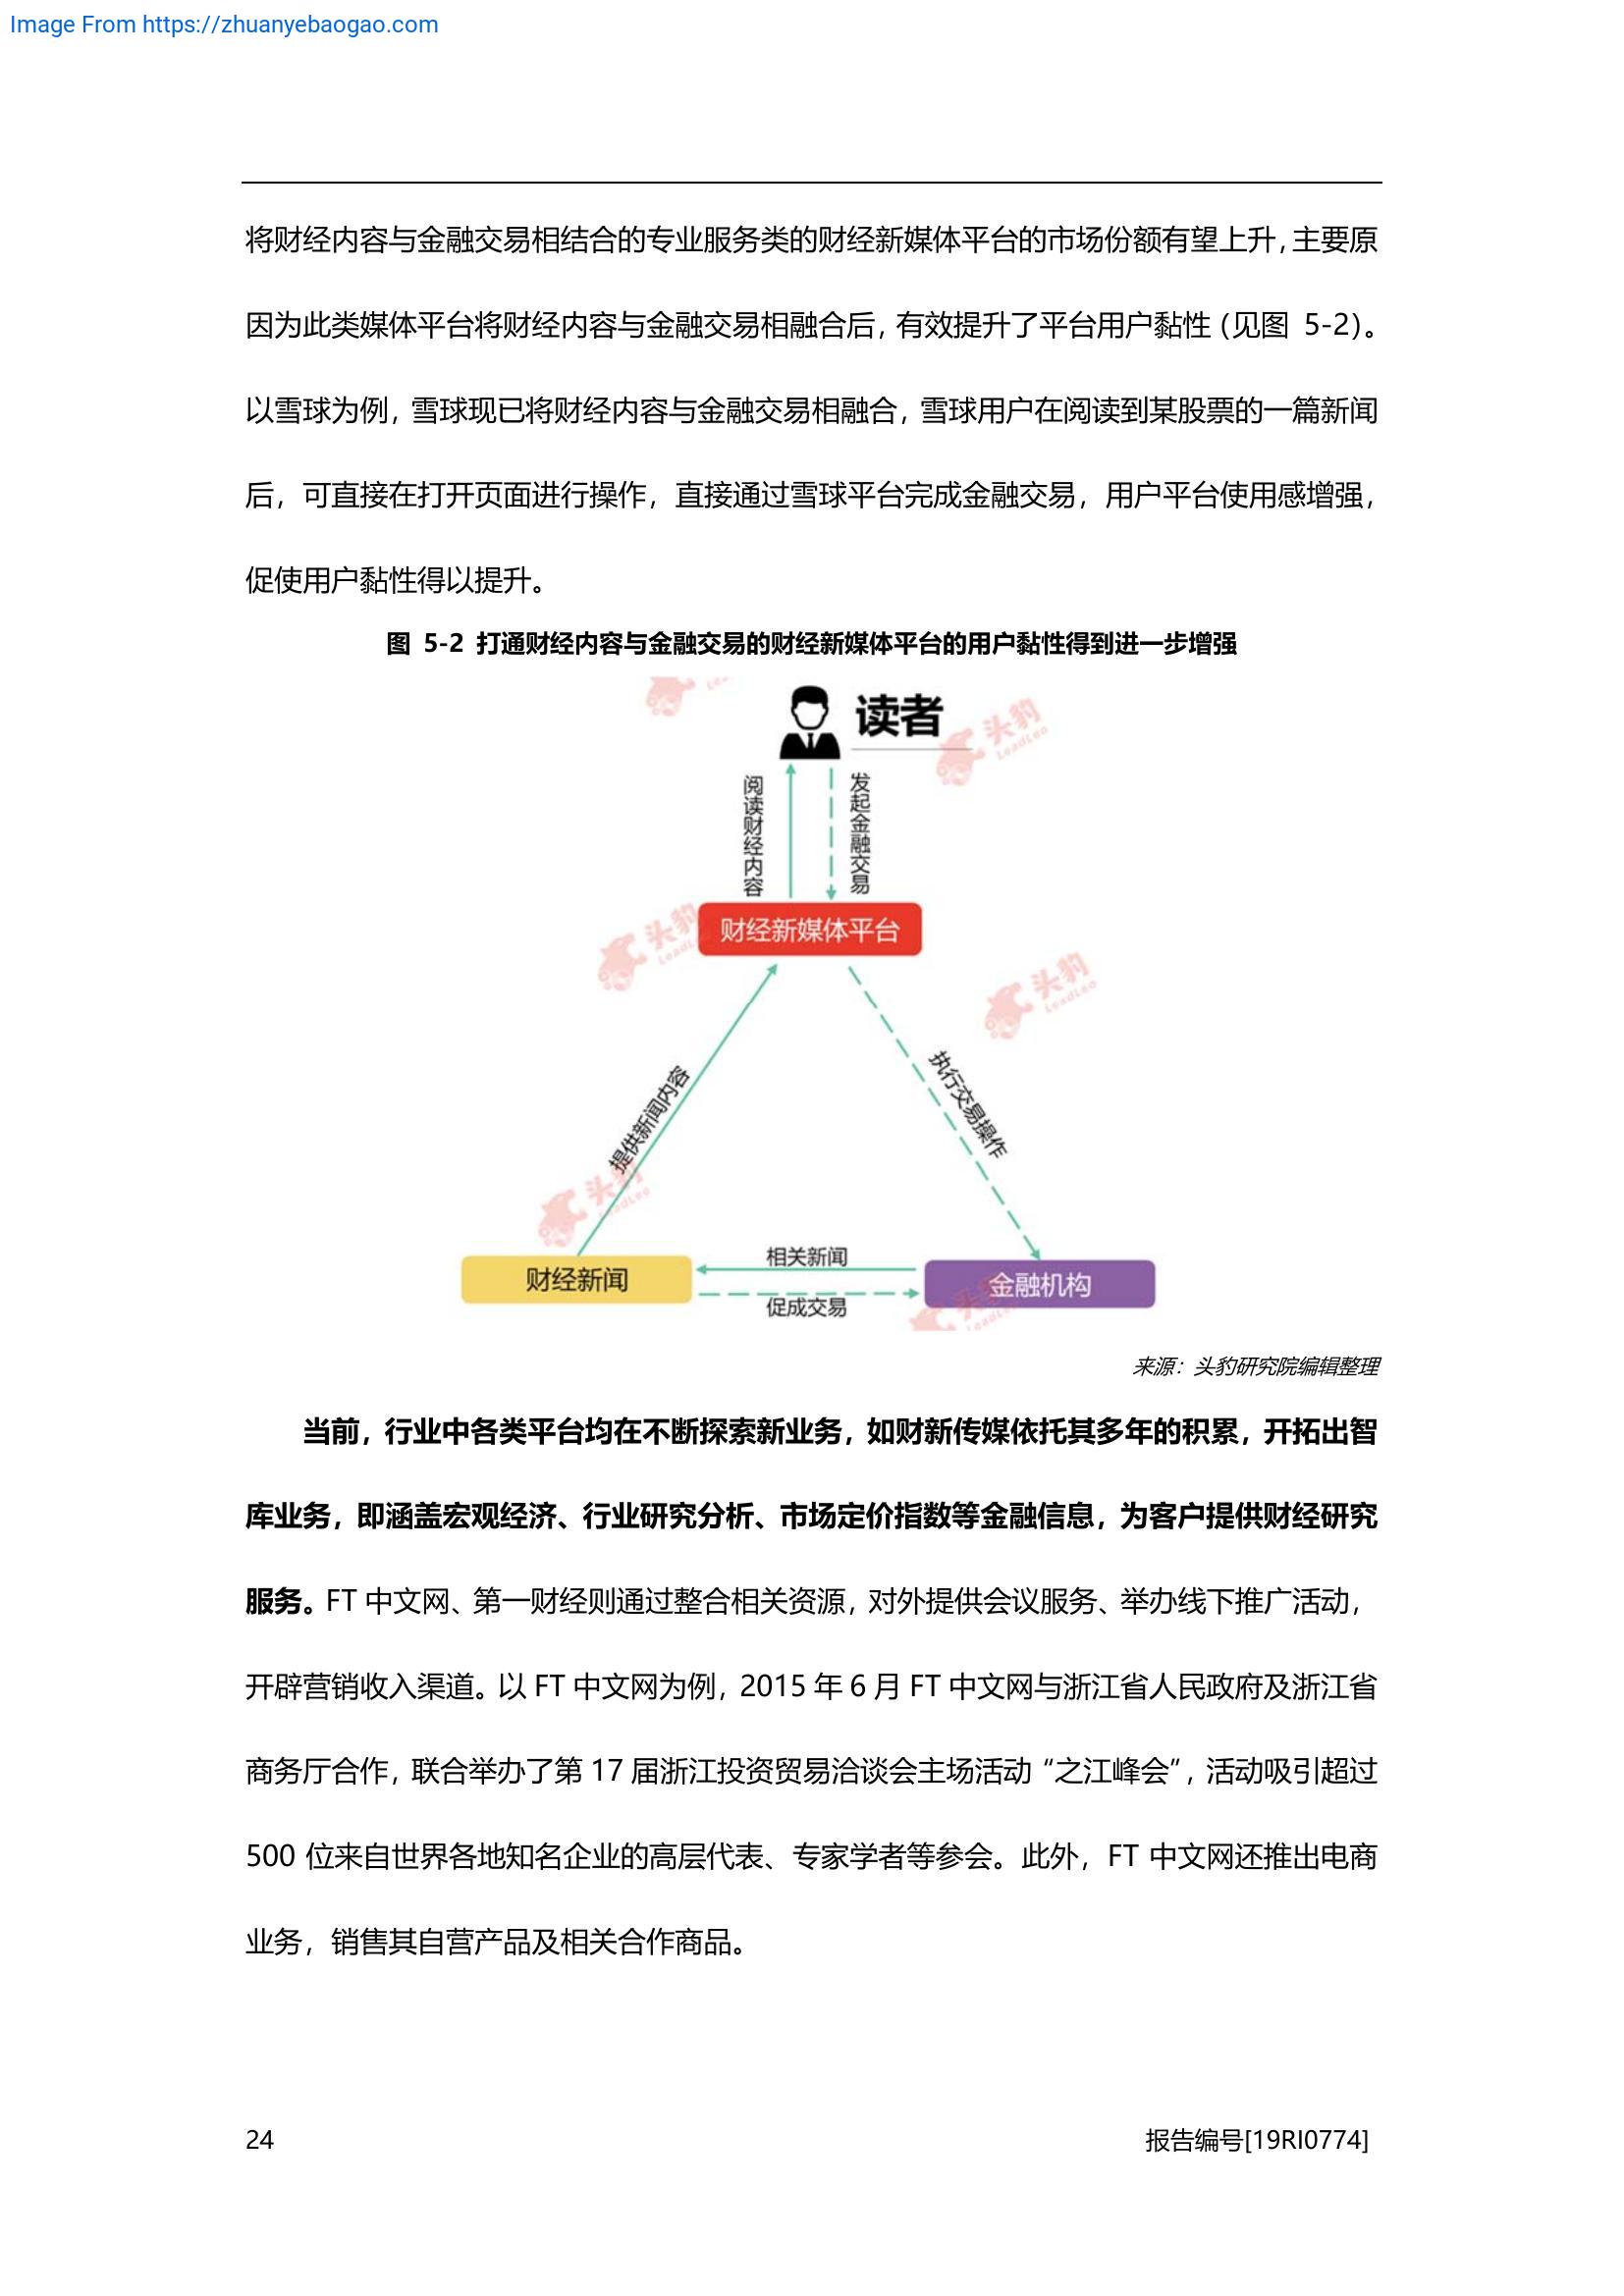 Image From https://zhuanyebaogao.com
将财经内容与金融交易相结合的专业服务类的财经新媒体平台的市场份额有望上升，主要原
因为此类媒体平台将财经内容与金融交易相融合后，有效提升了平台用户黏性（见图 5-2）。
以雪球为例，雪球现已将财经内容与金融交易相融合，雪球用户在阅读到某股票的一篇新闻
后，可直接在打开页面进行操作，直接通过雪球平台完成金融交易，用户平台使用感增强，
促使用户黏性得以提升。
图 5-2 打通财经内容与金融交易的财经新媒体平台的用户黏性得到进一步增强
读者
头豹
LeadLeo
阅读财经内容
发起金融交易
财经新媒体平台
头豹
头豹
LeadLeo
提供新闻内容
执行交易操作
头豹
LeadLeo
相关新闻
财经新闻
金融机构
促成交易
来源：头豹研究院编辑整理
当前，行业中各类平台均在不断探索新业务，如财新传媒依托其多年的积累，开拓出智
库业务，即涵盖宏观经济、行业研究分析、市场定价指数等金融信息，为客户提供财经研究
服务。FT 中文网、第一财经则通过整合相关资源，对外提供会议服务、举办线下推广活动，
开辟营销收入渠道。以 FT 中文网为例，2015 年 6 月 FT 中文网与浙江省人民政府及浙江省
商务厅合作，联合举办了第 17 届浙江投资贸易洽谈会主场活动“之江峰会”，活动吸引超过
500 位来自世界各地知名企业的高层代表、专家学者等参会。此外，FT 中文网还推出电商
业务，销售其自营产品及相关合作商品。
24
报告编号[19RI0774]